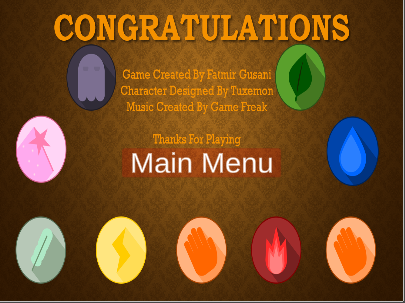 CONGRATULATIONS
Game Created By Fatmir Gusani
Character Designed By Tuxemon
Music Created By Game Freak
Thanks For Playing
Main Menu